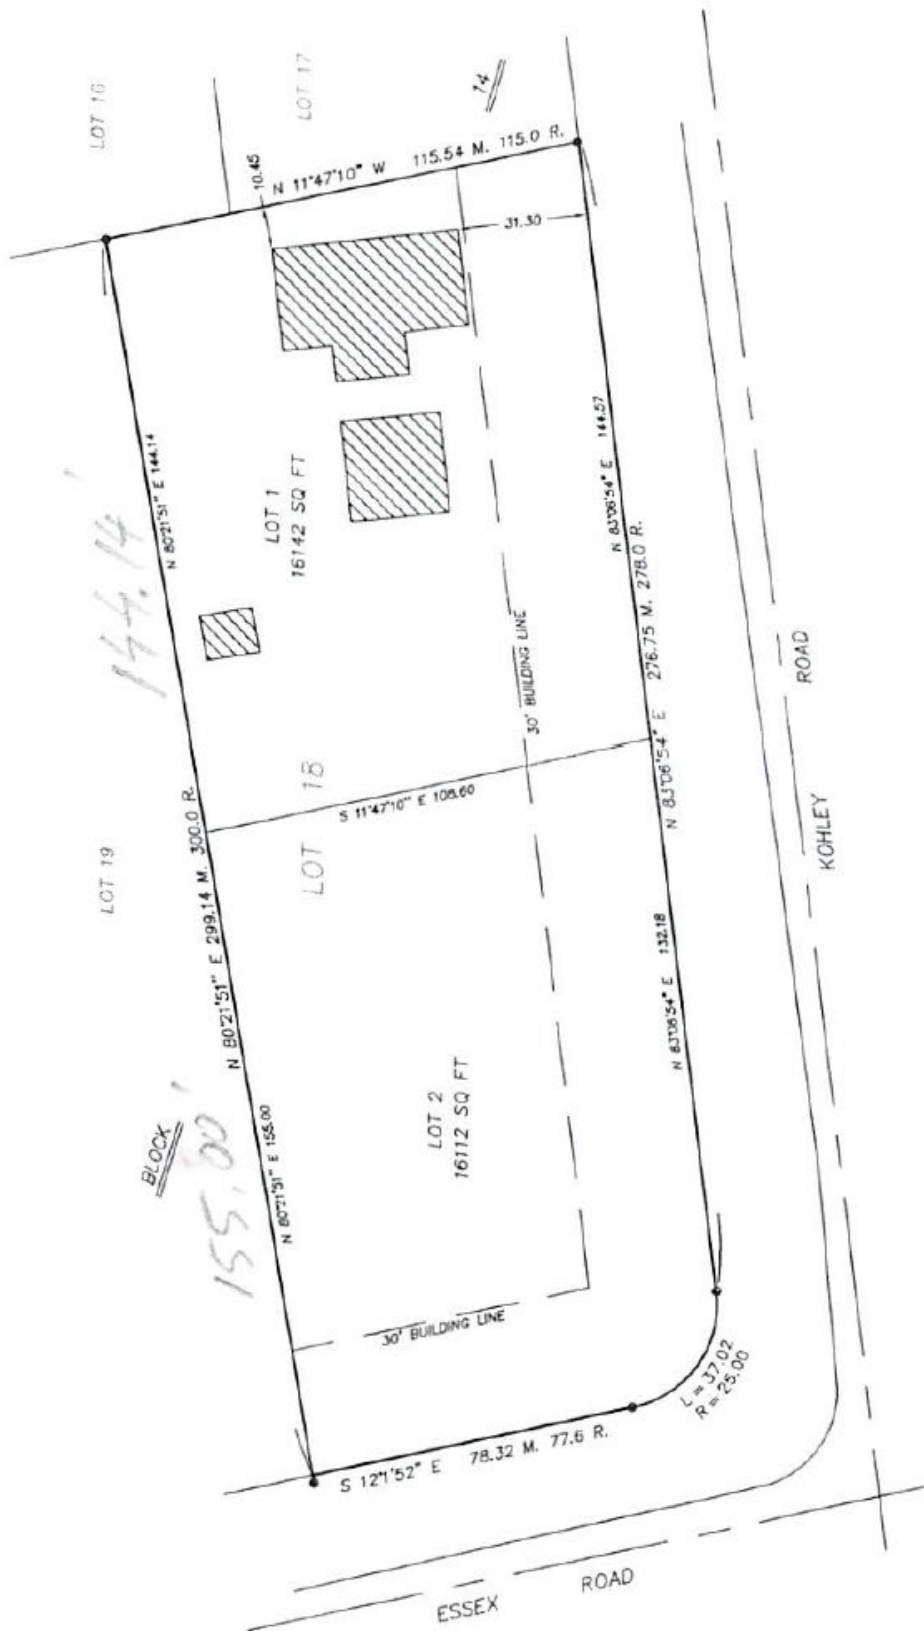 LOT 16
LOT 17
14
10.45
N 11°47'10" W 115.54 M. 115.0 R.
31.30
N 80°21'51" E 144.14
144.14'
LOT 1
16142 SQ FT
N 83°06'54" E 144.57
30' BUILDING LINE
N 83°06'54" E 276.75 M. 278.0 R.
KOHLEY ROAD
LOT 18
S 11°47'10" E 108.60
LOT 19
N 80°21'51" E 299.14 M. 300.0 R.
N 83°06'54" E 132.18
BLOCK
155.00'
N 80°21'51" E 155.00
LOT 2
16112 SQ FT
30' BUILDING LINE
L = 37.02
R = 25.00
S 12°1'52" E 78.32 M. 77.6 R.
ESSEX ROAD